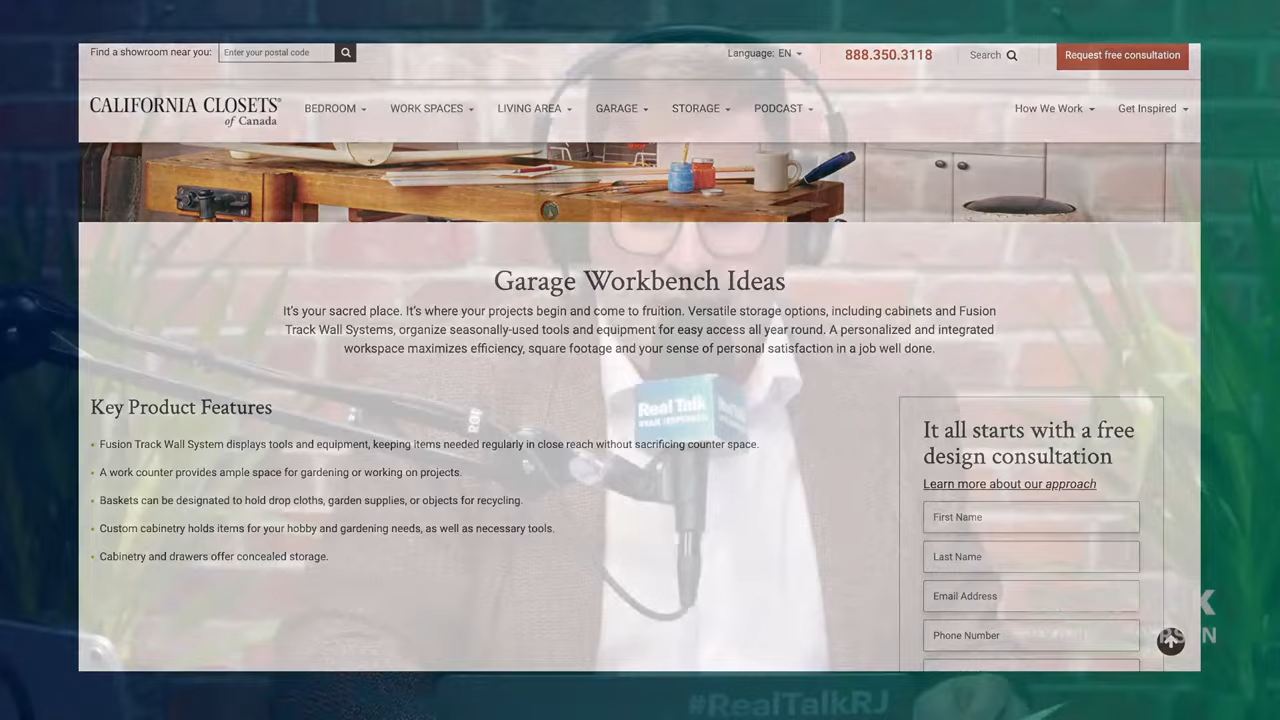 Find a showroom near you:
Enter your postal code
Language: EN
888.350.3118
Search
Request free consultation
CALIFORNIA CLOSETS®
of Canada
BEDROOM
WORK SPACES
LIVING AREA
GARAGE
STORAGE
PODCAST
How We Work
Get Inspired
Garage Workbench Ideas
It's your sacred place. It's where your projects begin and come to fruition. Versatile storage options, including cabinets and Fusion
Track Wall Systems, organize seasonally-used tools and equipment for easy access all year round. A personalized and integrated
workspace maximizes efficiency, square footage and your sense of personal satisfaction in a job well done.
Key Product Features
Fusion Track Wall System displays tools and equipment, keeping items needed regularly in close reach without sacrificing counter space.
A work counter provides ample space for gardening or working on projects.
Baskets can be designated to hold drop cloths, garden supplies, or objects for recycling.
Custom cabinetry holds items for your hobby and gardening needs, as well as necessary tools.
Cabinetry and drawers offer concealed storage.
It all starts with a free
design consultation
Learn more about our approach
First Name
Last Name
Email Address
Phone Number
Real Talk
#RealTalkRJ